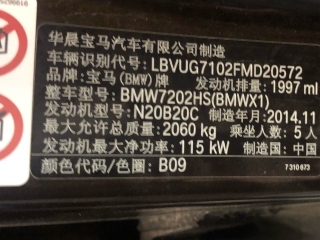 华晨宝马汽车有限公司制造
车辆识别代号: LBVUG7102FMD20572
品牌: 宝马(BMW)牌 发动机排量: 1997 ml
整车型号: BMW7202HS(BMWX1)
发动机型号: N20B20C 制造年月: 2014.11
最大允许总质量: 2060 kg 乘坐人数: 5 人
发动机最大净功率: 115 kW 制造国: 中国
颜色代码/色: B09
7 310 673